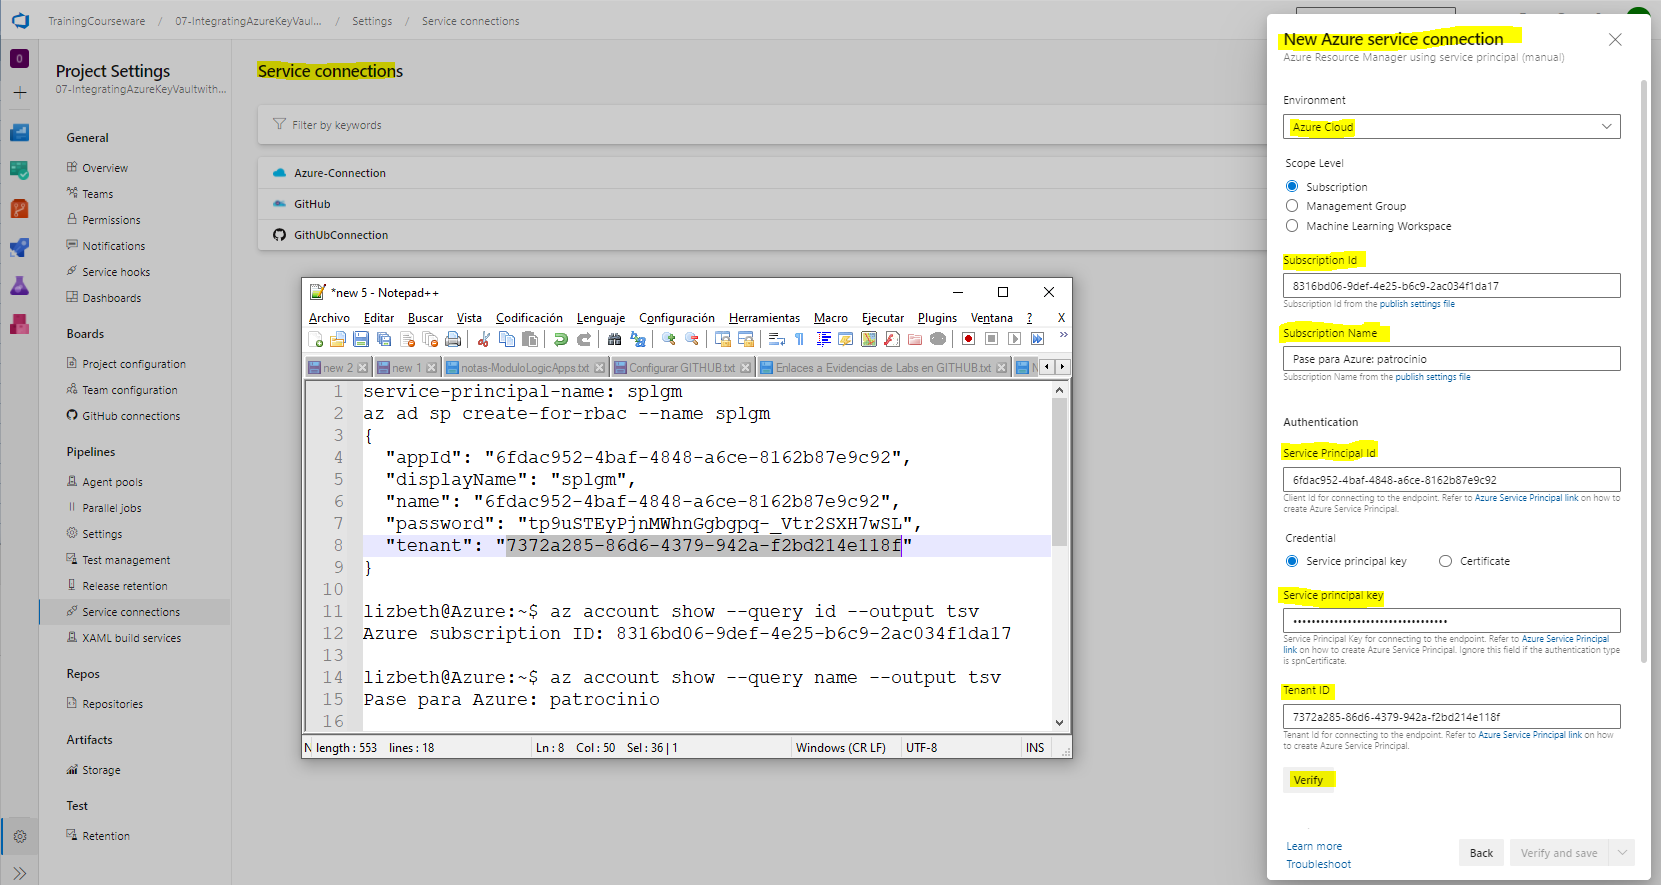 TrainingCourseware / 07-IntegratingAzureKeyVaul... / Settings / Service connections
O
Project Settings
07-IntegratingAzureKeyVaultwith...
General
Overview
Teams
Permissions
Notifications
Service hooks
Dashboards
Boards
Project configuration
Team configuration
GitHub connections
Pipelines
Agent pools
Parallel jobs
Settings
Test management
Release retention
Service connections
XAML build services
Repos
Repositories
Artifacts
Storage
Test
Retention
Service connections
Filter by keywords
Azure-Connection
GitHub
GithUbConnection
*new 5 - Notepad++
Archivo Editar Buscar Vista Codificación Lenguaje Configuración Herramientas Macro Ejecutar Plugins Ventana ? X
new 2 new 1 notas-ModuloLogicApps.txt Configurar GITHUB.txt Enlaces a Evidencias de Labs en GITHUB.txt
1 service-principal-name: splgm
2 az ad sp create-for-rbac --name splgm
3 {
4 "appId": "6fdac952-4baf-4848-a6ce-8162b87e9c92",
5 "displayName": "splgm",
6 "name": "6fdac952-4baf-4848-a6ce-8162b87e9c92",
7 "password": "tp9uSTEyPjnMWhnGgbgpq-_Vtr2SXH7wSL",
8 "tenant": "7372a285-86d6-4379-942a-f2bd214e118f"
9 }
10
11 lizbeth@Azure:~$ az account show --query id --output tsv
12 Azure subscription ID: 8316bd06-9def-4e25-b6c9-2ac034f1da17
13
14 lizbeth@Azure:~$ az account show --query name --output tsv
15 Pase para Azure: patrocinio
16
N length : 553 lines : 18 Ln : 8 Col : 50 Sel : 36 | 1 Windows (CR LF) UTF-8 INS
New Azure service connection
Azure Resource Manager using service principal (manual)
Environment
Azure Cloud
Scope Level
Subscription
Management Group
Machine Learning Workspace
Subscription Id
8316bd06-9def-4e25-b6c9-2ac034f1da17
Subscription Id from the publish settings file
Subscription Name
Pase para Azure: patrocinio
Subscription Name from the publish settings file
Authentication
Service Principal Id
6fdac952-4baf-4848-a6ce-8162b87e9c92
Client Id for connecting to the endpoint. Refer to Azure Service Principal link on how to
create Azure Service Principal.
Credential
Service principal key Certificate
Service principal key
••••••••••••••••••••••••••••••••••
Service Principal Key for connecting to the endpoint. Refer to Azure Service Principal
link on how to create Azure Service Principal. Ignore this field if the authentication type
is spnCertificate.
Tenant ID
7372a285-86d6-4379-942a-f2bd214e118f
Tenant Id for connecting to the endpoint. Refer to Azure Service Principal link on how
to create Azure Service Principal.
Verify
Learn more
Troubleshoot
Back Verify and save